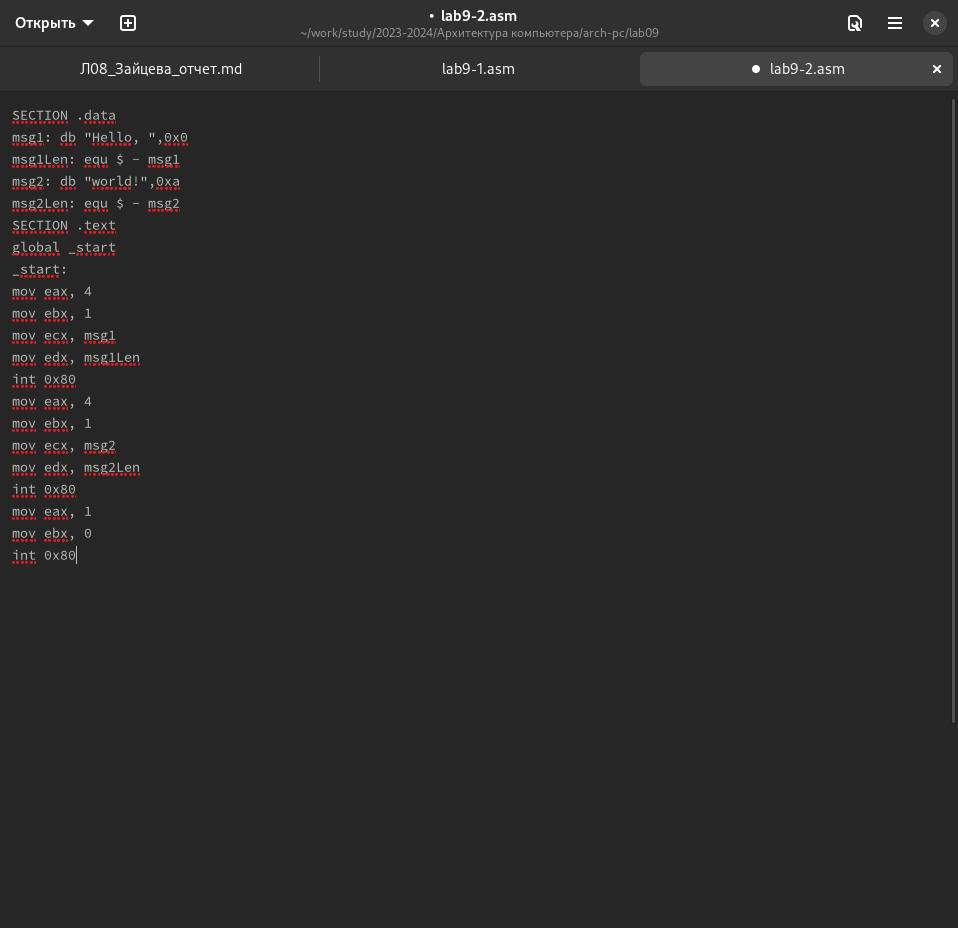 Открыть
• lab9-2.asm
~/work/study/2023-2024/Архитектура компьютера/arch-pc/lab09
Л08_Зайцева_отчет.md
lab9-1.asm
● lab9-2.asm
SECTION .data
msg1: db "Hello, ",0x0
msg1Len: equ $ - msg1
msg2: db "world!",0xa
msg2Len: equ $ - msg2
SECTION .text
global _start
_start:
mov eax, 4
mov ebx, 1
mov ecx, msg1
mov edx, msg1Len
int 0x80
mov eax, 4
mov ebx, 1
mov ecx, msg2
mov edx, msg2Len
int 0x80
mov eax, 1
mov ebx, 0
int 0x80